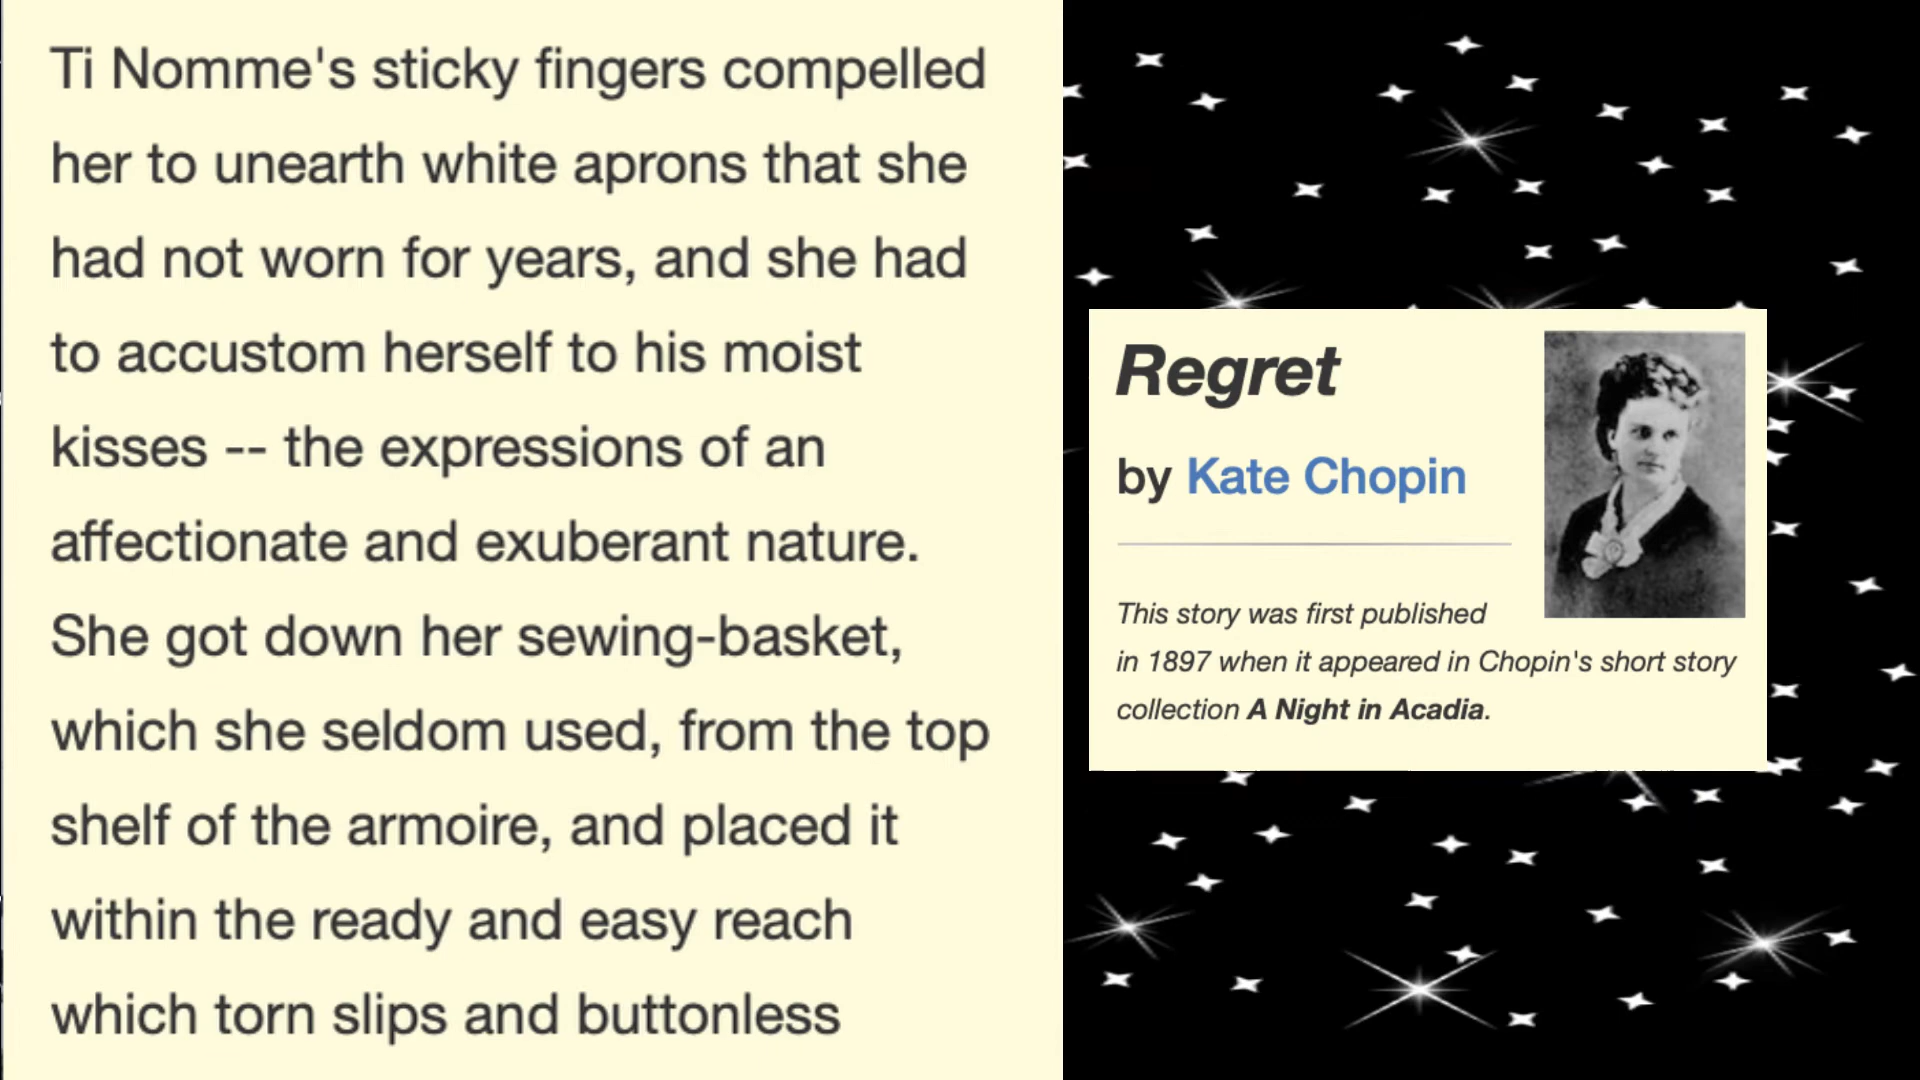 Ti Nomme's sticky fingers compelled
her to unearth white aprons that she
had not worn for years, and she had
to accustom herself to his moist
kisses -- the expressions of an
affectionate and exuberant nature.
She got down her sewing-basket,
which she seldom used, from the top
shelf of the armoire, and placed it
within the ready and easy reach
which torn slips and buttonless
Regret
by Kate Chopin
This story was first published
in 1897 when it appeared in Chopin's short story
collection A Night in Acadia.